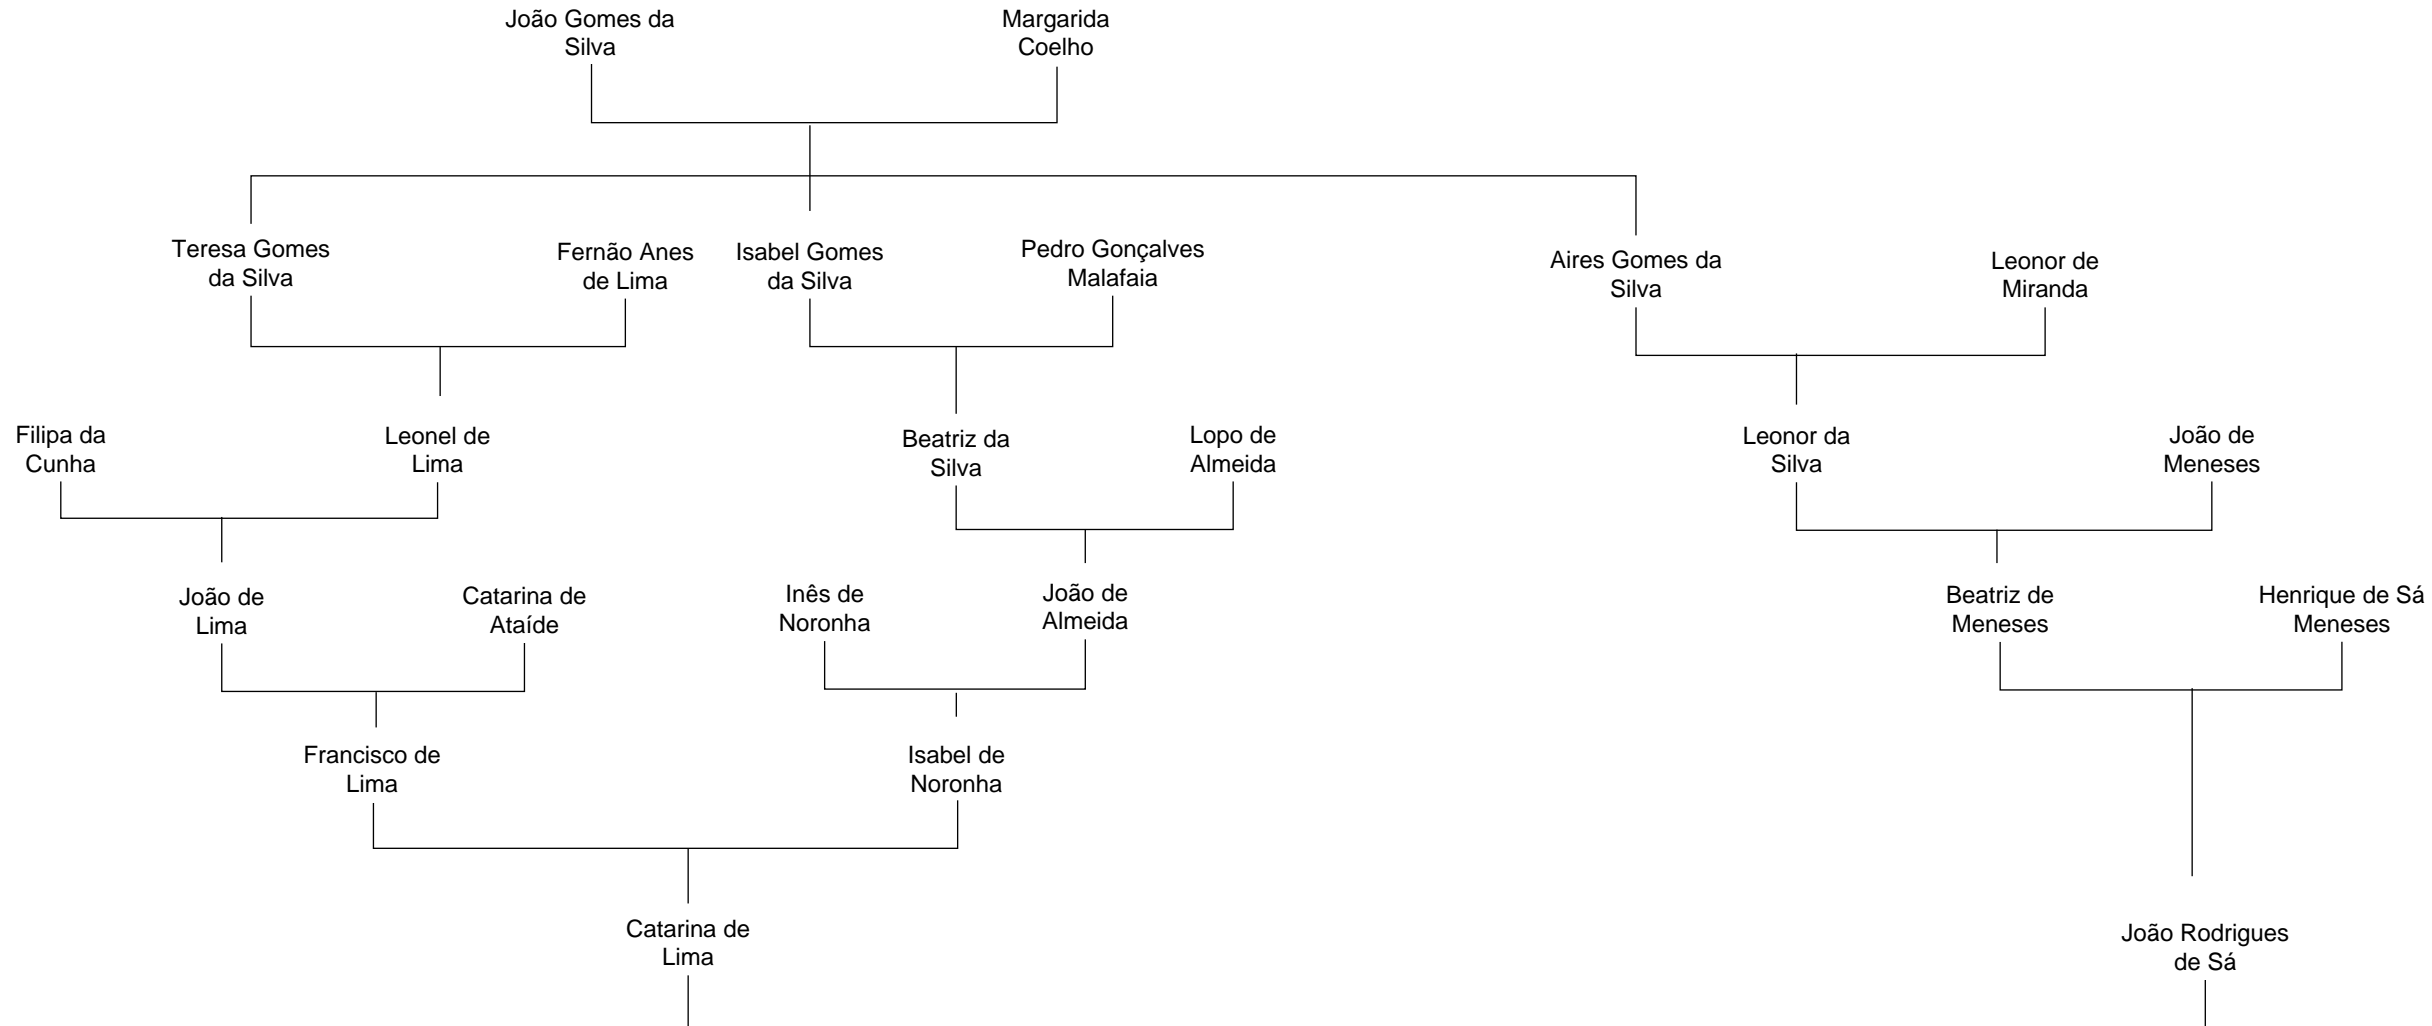 João Gomes da
Silva
Margarida
Coelho
Teresa Gomes
da Silva
Fernão Anes
de Lima
Isabel Gomes
da Silva
Pedro Gonçalves
Malafaia
Aires Gomes da
Silva
Leonor de
Miranda
Filipa da
Cunha
Leonel de
Lima
Beatriz da
Silva
Lopo de
Almeida
Leonor da
Silva
João de
Meneses
João de
Lima
Catarina de
Ataíde
Inês de
Noronha
João de
Almeida
Beatriz de
Meneses
Henrique de Sá
Meneses
Francisco de
Lima
Isabel de
Noronha
Catarina de
Lima
João Rodrigues
de Sá